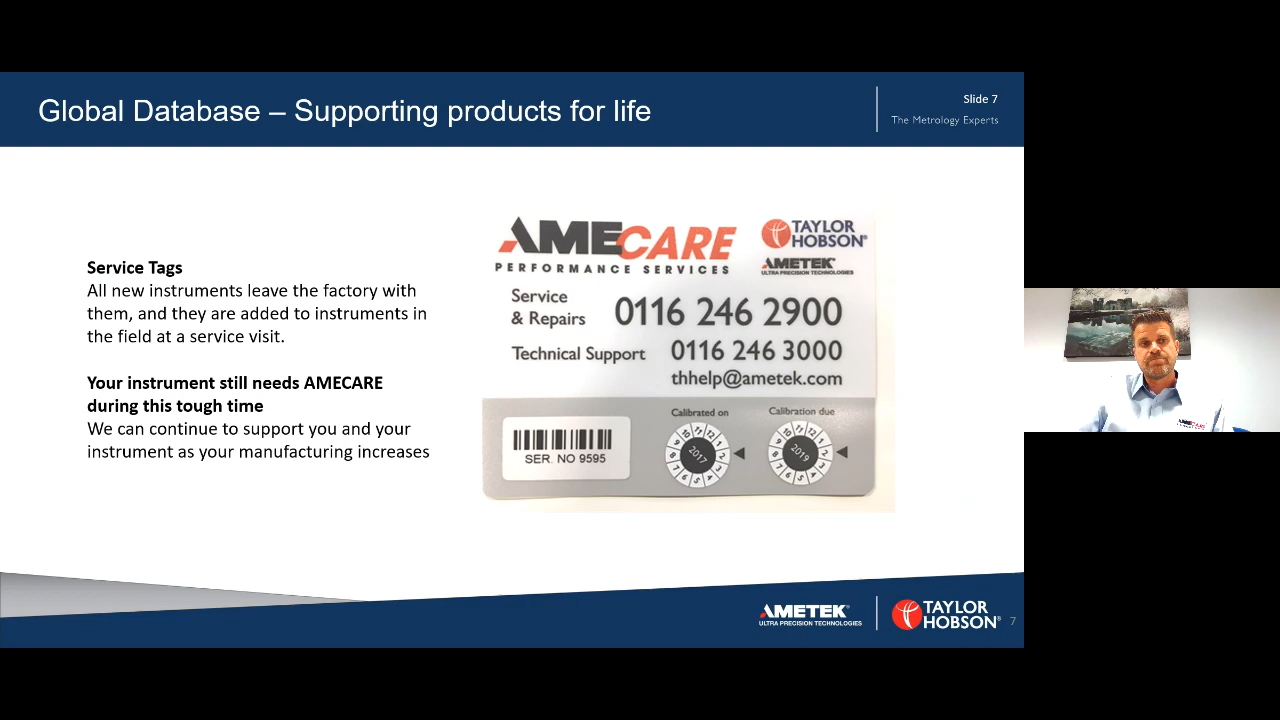 Global Database – Supporting products for life
Slide 7
The Metrology Experts
Service Tags
All new instruments leave the factory with
them, and they are added to instruments in
the field at a service visit.
Your instrument still needs AMECARE
during this tough time
We can continue to support you and your
instrument as your manufacturing increases
AMECARE
PERFORMANCE SERVICES
TAYLOR
HOBSON®
AMETEK®
ULTRA PRECISION TECHNOLOGIES
Service
& Repairs 0116 246 2900
Technical Support 0116 246 3000
thhelp@ametek.com
SER. NO 9595
Calibrated on
2017
Calibration due
2019
AMETEK®
ULTRA PRECISION TECHNOLOGIES
TAYLOR
HOBSON®
7
AMECARE